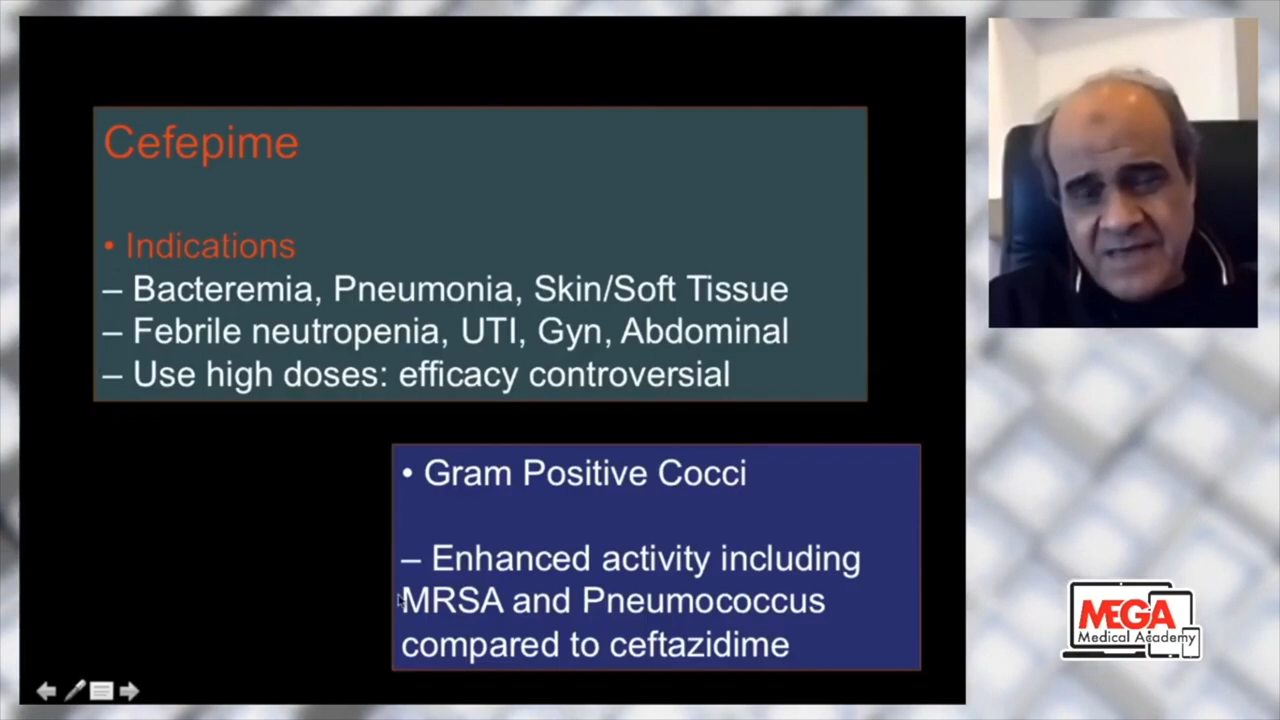 Cefepime
• Indications
– Bacteremia, Pneumonia, Skin/Soft Tissue
– Febrile neutropenia, UTI, Gyn, Abdominal
– Use high doses: efficacy controversial
• Gram Positive Cocci
– Enhanced activity including
MRSA and Pneumococcus
compared to ceftazidime
MEGA
Medical Academy